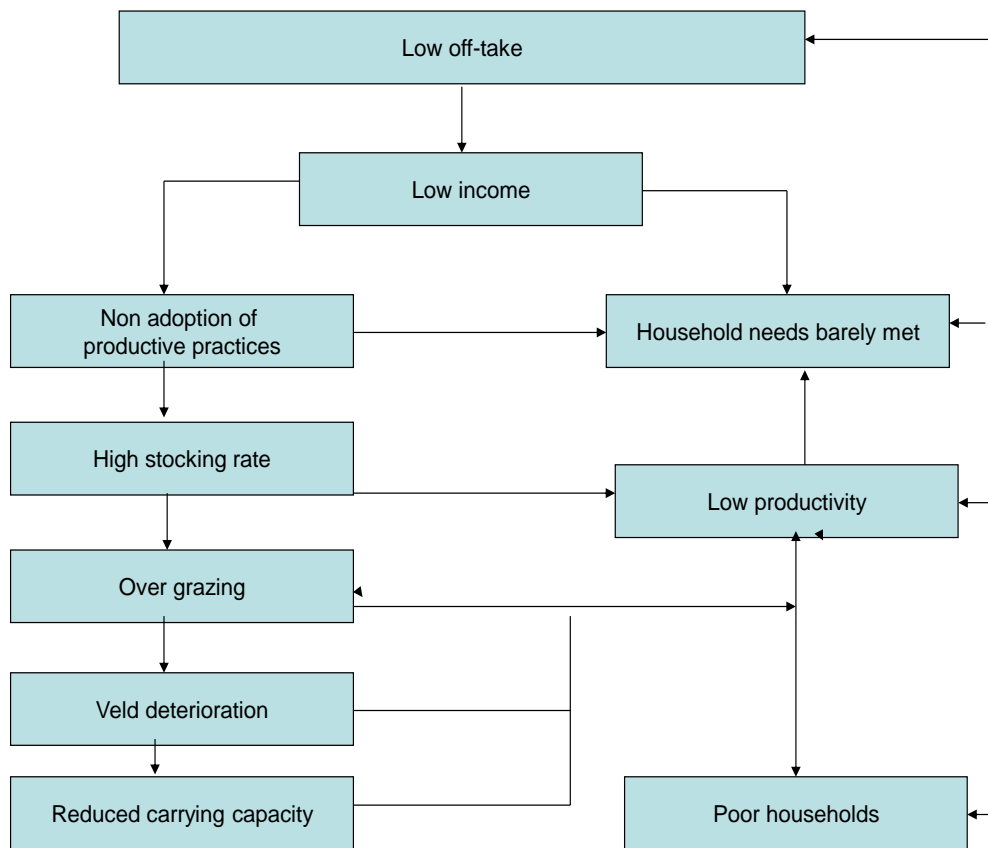 Low off-take
Low income
Non adoption of
productive practices
Household needs barely met
High stocking rate
Low productivity
Over grazing
Veld deterioration
Reduced carrying capacity
Poor households